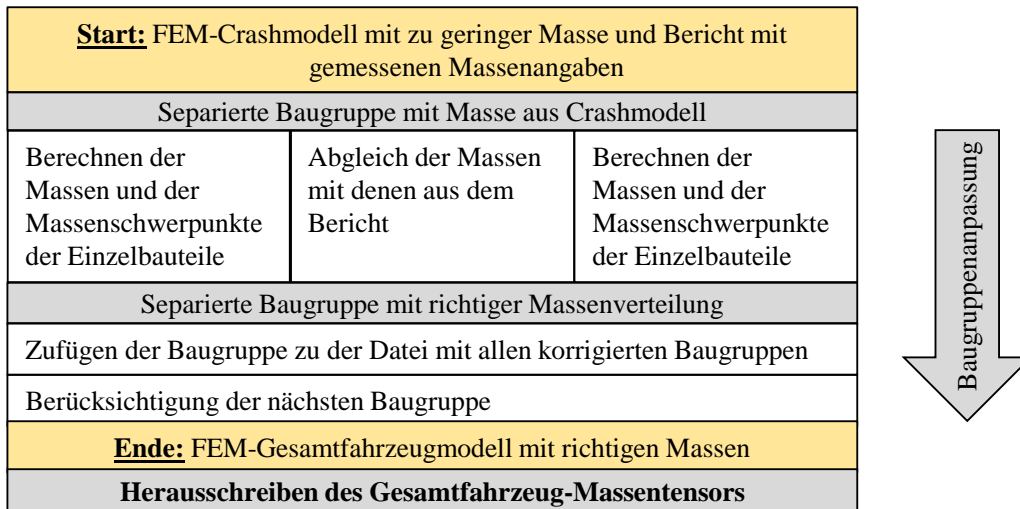 Start: FEM-Crashmodell mit zu geringer Masse und Bericht mit
gemessenen Massenangaben
Separierte Baugruppe mit Masse aus Crashmodell
Berechnen der
Massen und der
Massenschwerpunkte
der Einzelbauteile
Abgleich der Massen
mit denen aus dem
Bericht
Berechnen der
Massen und der
Massenschwerpunkte
der Einzelbauteile
Separierte Baugruppe mit richtiger Massenverteilung
Zufügen der Baugruppe zu der Datei mit allen korrigierten Baugruppen
Berücksichtigung der nächsten Baugruppe
Ende: FEM-Gesamtfahrzeugmodell mit richtigen Massen
Herausschreiben des Gesamtfahrzeug-Massentensors
Baugruppenanpassung